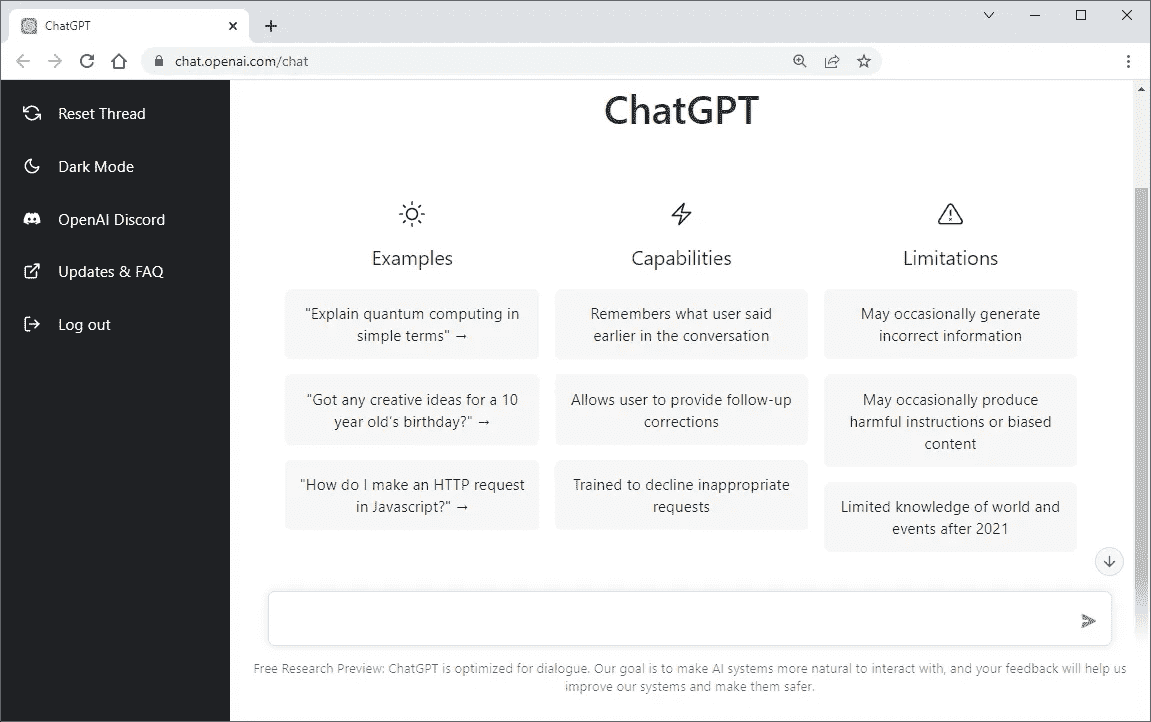 ChatGPT
chat.openai.com/chat
Reset Thread
Dark Mode
OpenAI Discord
Updates & FAQ
Log out
ChatGPT
Examples
"Explain quantum computing in
simple terms" →
"Got any creative ideas for a 10
year old's birthday?" →
"How do I make an HTTP request
in Javascript?" →
Capabilities
Remembers what user said
earlier in the conversation
Allows user to provide follow-up
corrections
Trained to decline inappropriate
requests
Limitations
May occasionally generate
incorrect information
May occasionally produce
harmful instructions or biased
content
Limited knowledge of world and
events after 2021
Free Research Preview: ChatGPT is optimized for dialogue. Our goal is to make AI systems more natural to interact with, and your feedback will help us
improve our systems and make them safer.